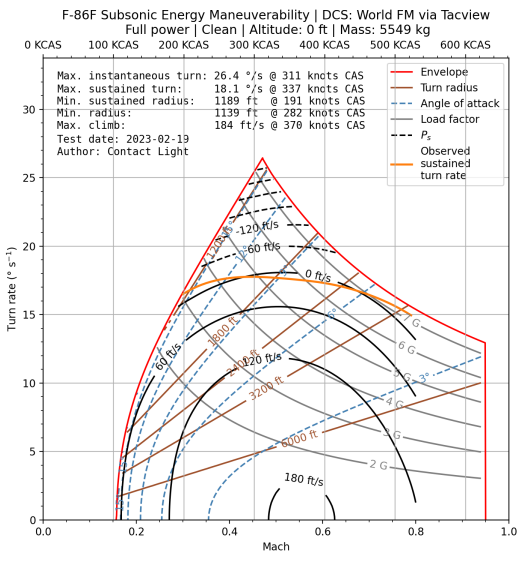 F-86F Subsonic Energy Maneuverability | DCS: World FM via Tacview
Full power | Clean | Altitude: 0 ft | Mass: 5549 kg
0 KCAS 100 KCAS 200 KCAS 300 KCAS 400 KCAS 500 KCAS 600 KCAS
Max. instantaneous turn: 26.4 °/s @ 311 knots CAS
Max. sustained turn: 18.1 °/s @ 337 knots CAS
Min. sustained radius: 1189 ft @ 191 knots CAS
Min. radius: 1139 ft @ 282 knots CAS
Max. climb: 184 ft/s @ 370 knots CAS
Test date: 2023-02-19
Author: Contact Light
Envelope
Turn radius
Angle of attack
Load factor
Pₛ
Observed
sustained
turn rate
Turn rate (° s⁻¹)
30
25
20
15
10
5
0
-120 ft/s
-60 ft/s
0 ft/s
60 ft/s
120 ft/s
180 ft/s
1800 ft
3200 ft
6000 ft
3°
7 G
6 G
4 G
3 G
2 G
0.0 0.2 0.4 0.6 0.8 1.0
Mach